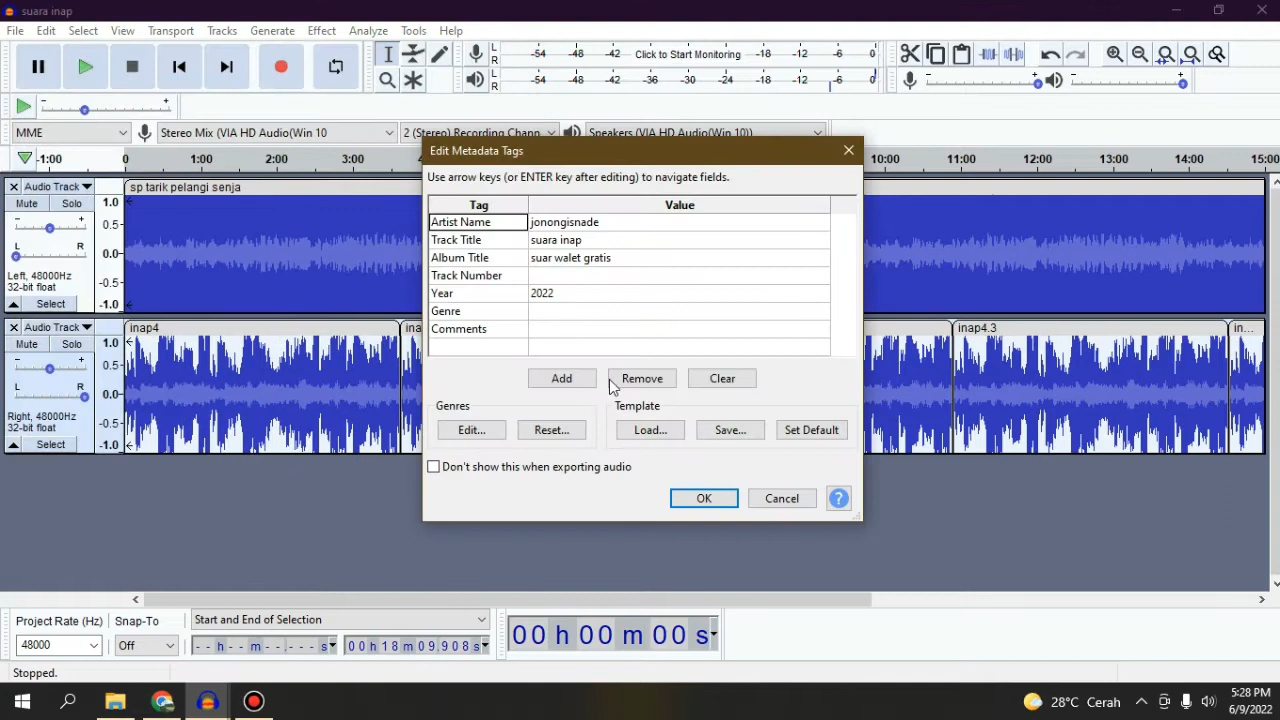 suara inap
File Edit Select View Transport Tracks Generate Effect Analyze Tools Help
L R -54 -48 -42 Click to Start Monitoring -18 -12 -6 0
L R -54 -48 -42 -36 -30 -24 -18 -12 -6 0
- +
- +
- +
MME
Stereo Mix (VIA HD Audio(Win 10
2 (Stereo) Recording Chann
Speakers (VIA HD Audio(Win 10))
-1:00 0 1:00 2:00 3:00 10:00 11:00 12:00 13:00 14:00 15:00
Audio Track
sp tarik pelangi senja
Mute Solo
- +
L R
Left, 48000Hz
32-bit float
Select
1.0
0.5
0.0
-0.5
-1.0
Audio Track
inap4
inap4.3
in...
Mute Solo
- +
L R
Right, 48000Hz
32-bit float
Select
1.0
0.5
0.0
-0.5
-1.0
Edit Metadata Tags
Use arrow keys (or ENTER key after editing) to navigate fields.
Tag Value
Artist Name jonongisnade
Track Title suara inap
Album Title suar walet gratis
Track Number
Year 2022
Genre
Comments
Add Remove Clear
Genres
Edit... Reset...
Template
Load... Save... Set Default
Don't show this when exporting audio
OK Cancel ?
Project Rate (Hz) Snap-To Start and End of Selection
48000 Off -- h -- m --.--- s 00 h 18 m 09.908 s
00 h 00 m 00 s
Stopped.
28°C Cerah
5:28 PM
6/9/2022